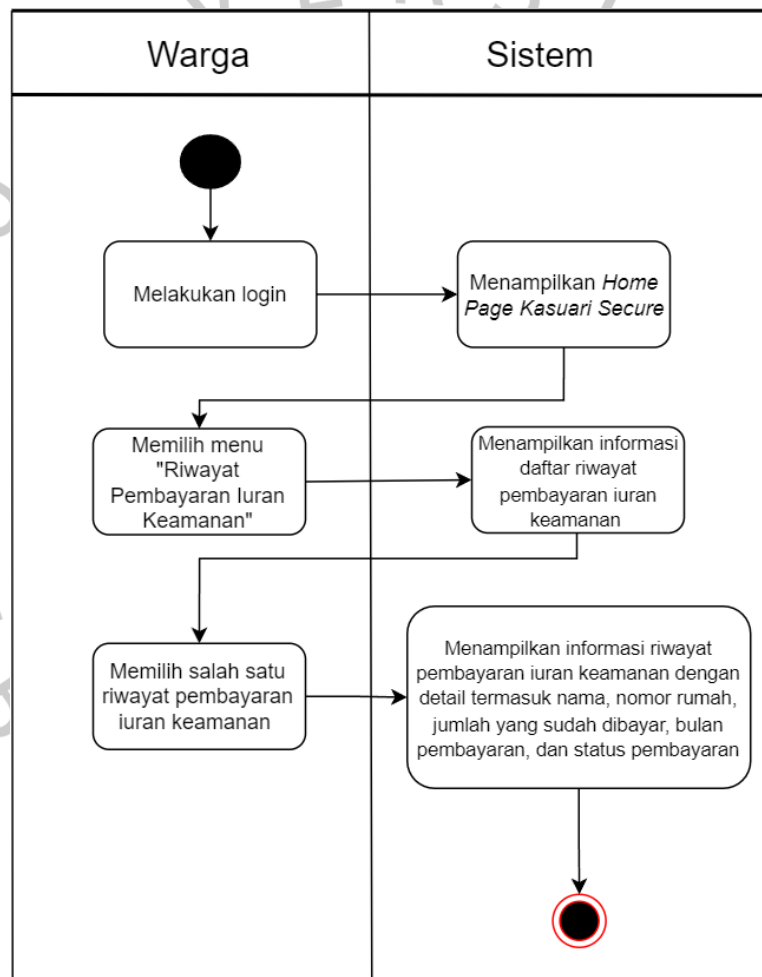 Warga
Sistem
Melakukan login
Menampilkan Home
Page Kasuari Secure
Memilih menu
"Riwayat
Pembayaran Iuran
Keamanan"
Menampilkan informasi
daftar riwayat
pembayaran iuran
keamanan
Memilih salah satu
riwayat pembayaran
iuran keamanan
Menampilkan informasi riwayat
pembayaran iuran keamanan dengan
detail termasuk nama, nomor rumah,
jumlah yang sudah dibayar, bulan
pembayaran, dan status pembayaran